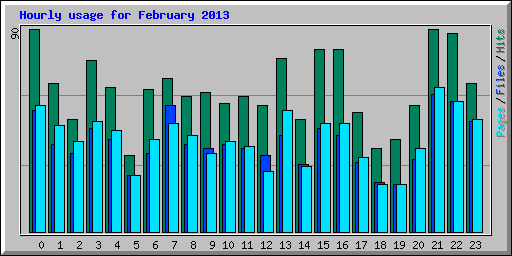 Hourly usage for February 2013
90
Pages/Files/Hits
0 1 2 3 4 5 6 7 8 9 10 11 12 13 14 15 16 17 18 19 20 21 22 23